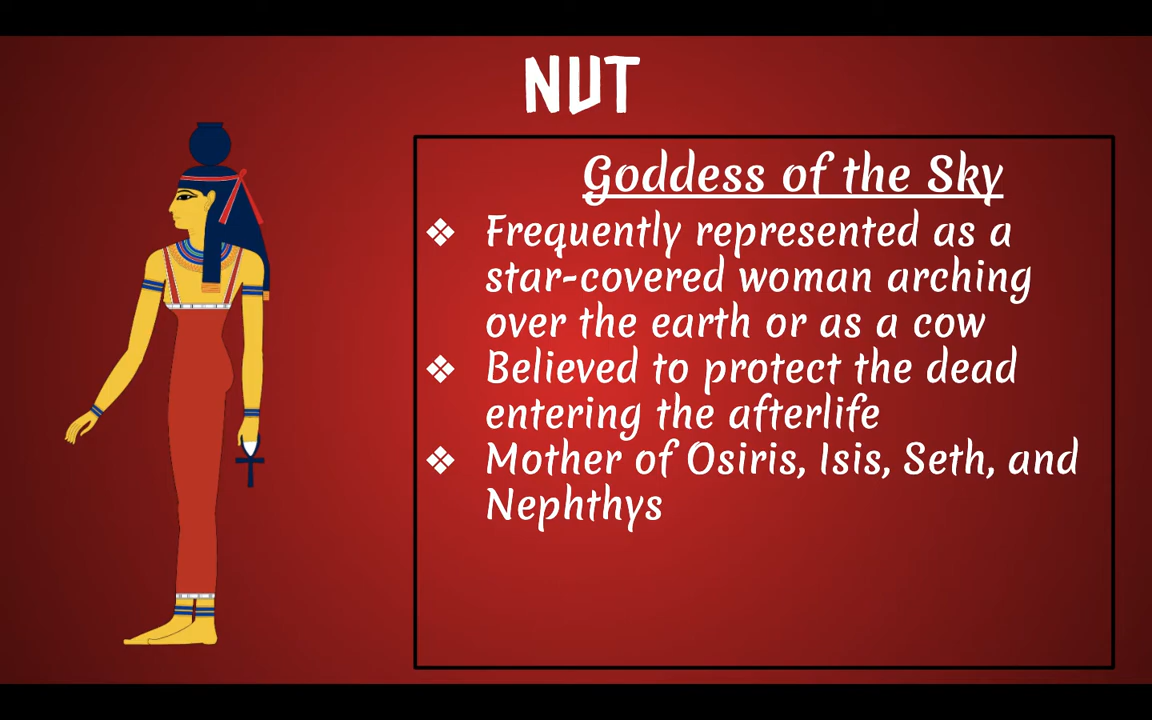 NUT
Goddess of the Sky
❖ Frequently represented as a
star-covered woman arching
over the earth or as a cow
❖ Believed to protect the dead
entering the afterlife
❖ Mother of Osiris, Isis, Seth, and
Nephthys